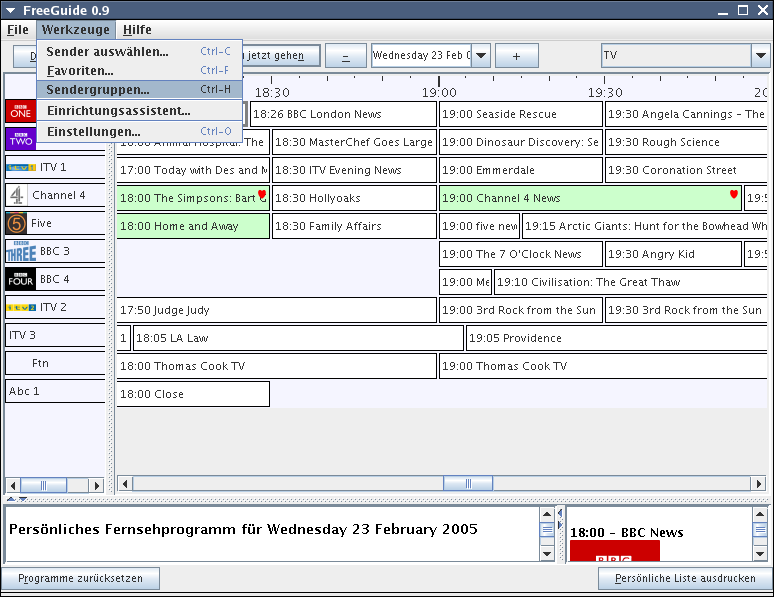 FreeGuide 0.9
File Werkzeuge Hilfe
jetzt gehen – Wednesday 23 Feb + TV
Sender auswählen... Ctrl-C
Favoriten... Ctrl-F
Sendergruppen... Ctrl-H
Einrichtungsassistent...
Einstellungen... Ctrl-O
18:30 19:00 19:30 20
BBC ONE 18:26 BBC London News 19:00 Seaside Rescue 19:30 Angela Cannings - The
TWO Hospital: The 18:30 MasterChef Goes Large 19:00 Dinosaur Discovery: Se 19:30 Rough Science
ITV 1 17:00 Today with Des and M 18:30 ITV Evening News 19:00 Emmerdale 19:30 Coronation Street
4 Channel 4 18:00 The Simpsons: Bart G 18:30 Hollyoaks 19:00 Channel 4 News 19:5
5 Five 18:00 Home and Away 18:30 Family Affairs 19:00 five new 19:15 Arctic Giants: Hunt for the Bowhead Wh
THREE BBC 3 19:00 The 7 O'Clock News 19:30 Angry Kid 19:5
BBC FOUR BBC 4 19:00 Me 19:10 Civilisation: The Great Thaw
ITV 2 17:50 Judge Judy 19:00 3rd Rock from the Sun 19:30 3rd Rock from the Sun
ITV 3 1 18:05 LA Law 19:05 Providence
Ftn 18:00 Thomas Cook TV 19:00 Thomas Cook TV
Abc 1 18:00 Close
Persönliches Fernsehprogramm für Wednesday 23 February 2005
18:00 - BBC News
BBC
Programme zurücksetzen Persönliche Liste ausdrucken